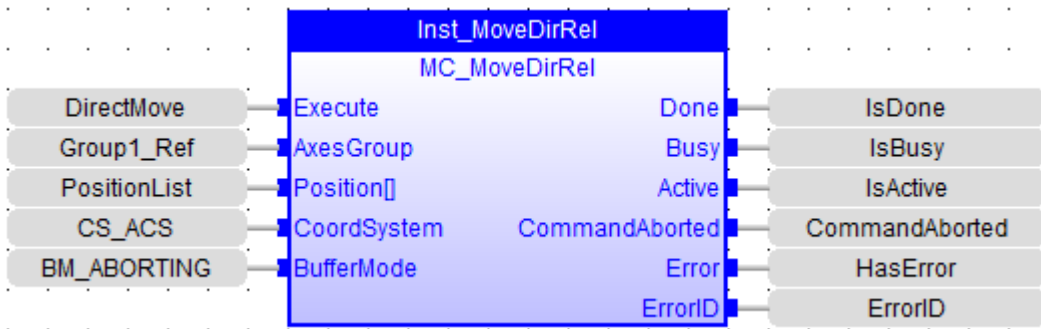 Inst_MoveDirRel
MC_MoveDirRel
DirectMove Execute Done IsDone
Group1_Ref AxesGroup Busy IsBusy
PositionList Position[] Active IsActive
CS_ACS CoordSystem CommandAborted CommandAborted
BM_ABORTING BufferMode Error HasError
ErrorID ErrorID